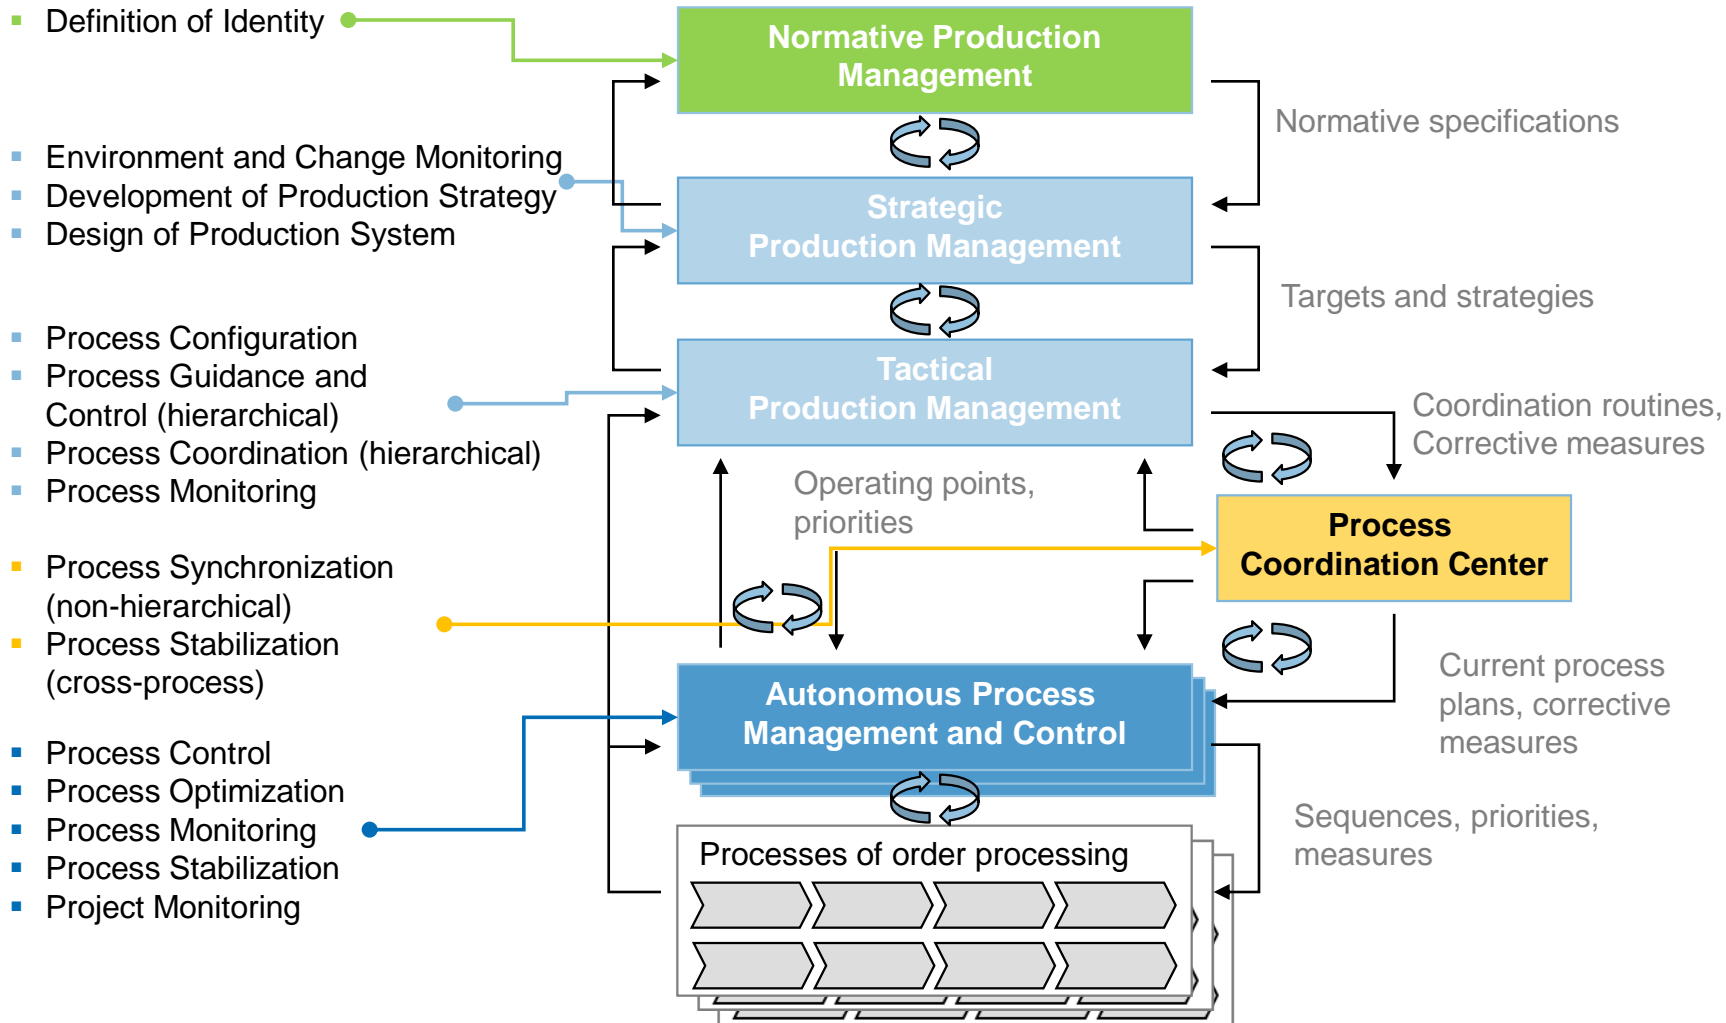 Definition of Identity
Normative Production
Management
Normative specifications
Environment and Change Monitoring
Development of Production Strategy
Design of Production System
Strategic
Production Management
Targets and strategies
Process Configuration
Process Guidance and
Control (hierarchical)
Process Coordination (hierarchical)
Process Monitoring
Tactical
Production Management
Coordination routines,
Corrective measures
Operating points,
priorities
Process
Coordination Center
Process Synchronization
(non-hierarchical)
Process Stabilization
(cross-process)
Autonomous Process
Management and Control
Current process
plans, corrective
measures
Process Control
Process Optimization
Process Monitoring
Process Stabilization
Project Monitoring
Sequences, priorities,
measures
Processes of order processing